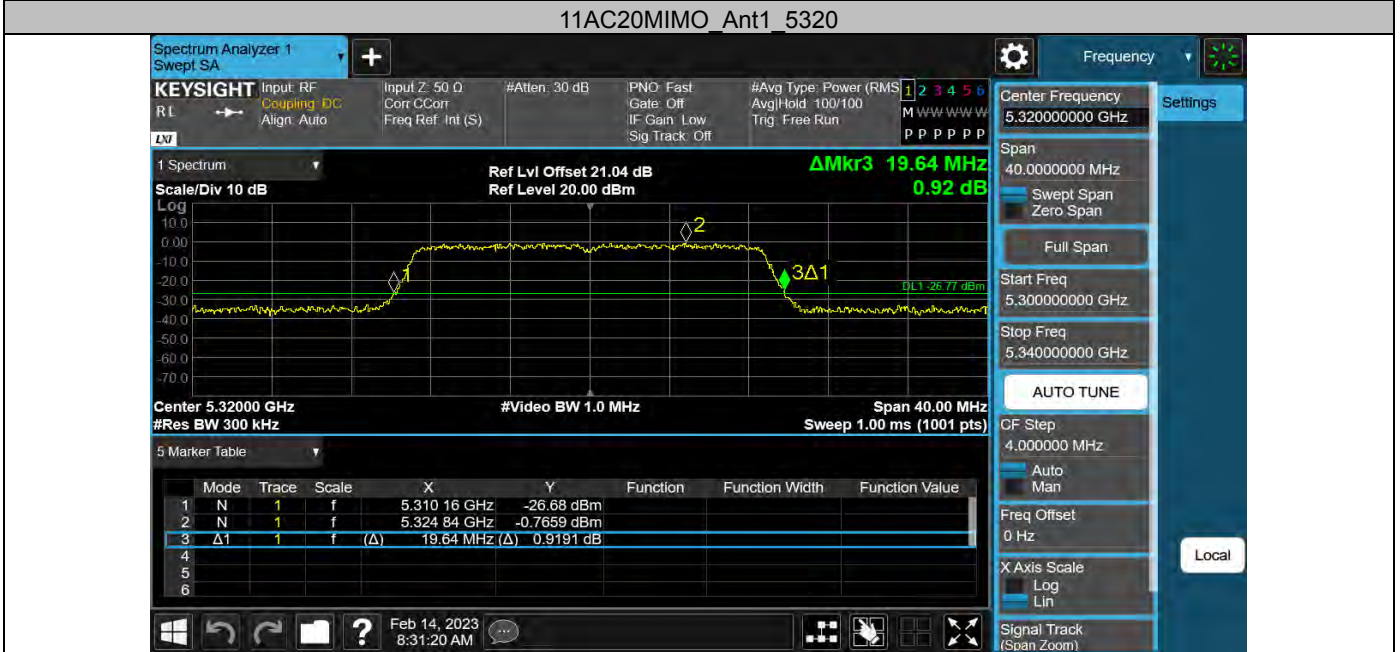 11AC20MIMO_Ant1_5320
Spectrum Analyzer 1
Swept SA
+
Frequency
KEYSIGHT
RL
LXI
Input: RF
Coupling: DC
Align: Auto
Input Z: 50 Ω
Corr CCorr
Freq Ref: Int (S)
#Atten: 30 dB
PNO: Fast
Gate: Off
IF Gain: Low
Sig Track: Off
#Avg Type: Power (RMS
Avg|Hold: 100/100
Trig: Free Run
1 2 3 4 5 6
M W W W W W
P P P P P P
Center Frequency
5.320000000 GHz
Settings
1 Spectrum
Ref Lvl Offset 21.04 dB
ΔMkr3 19.64 MHz
Scale/Div 10 dB
Ref Level 20.00 dBm
0.92 dB
Log
10.0
0.00
-10.0
-20.0
-30.0
-40.0
-50.0
-60.0
-70.0
1
2
3Δ1
DL1 -26.77 dBm
Center 5.32000 GHz
#Video BW 1.0 MHz
Span 40.00 MHz
#Res BW 300 kHz
Sweep 1.00 ms (1001 pts)
Span
40.0000000 MHz
Swept Span
Zero Span
Full Span
Start Freq
5.300000000 GHz
Stop Freq
5.340000000 GHz
AUTO TUNE
CF Step
4.000000 MHz
Auto
Man
Freq Offset
0 Hz
X Axis Scale
Log
Lin
Signal Track
(Span Zoom)
Local
5 Marker Table
Mode Trace Scale X Y Function Function Width Function Value
1 N 1 f 5.310 16 GHz -26.68 dBm
2 N 1 f 5.324 84 GHz -0.7659 dBm
3 Δ1 1 f (Δ) 19.64 MHz (Δ) 0.9191 dB
4
5
6
?
Feb 14, 2023
8:31:20 AM